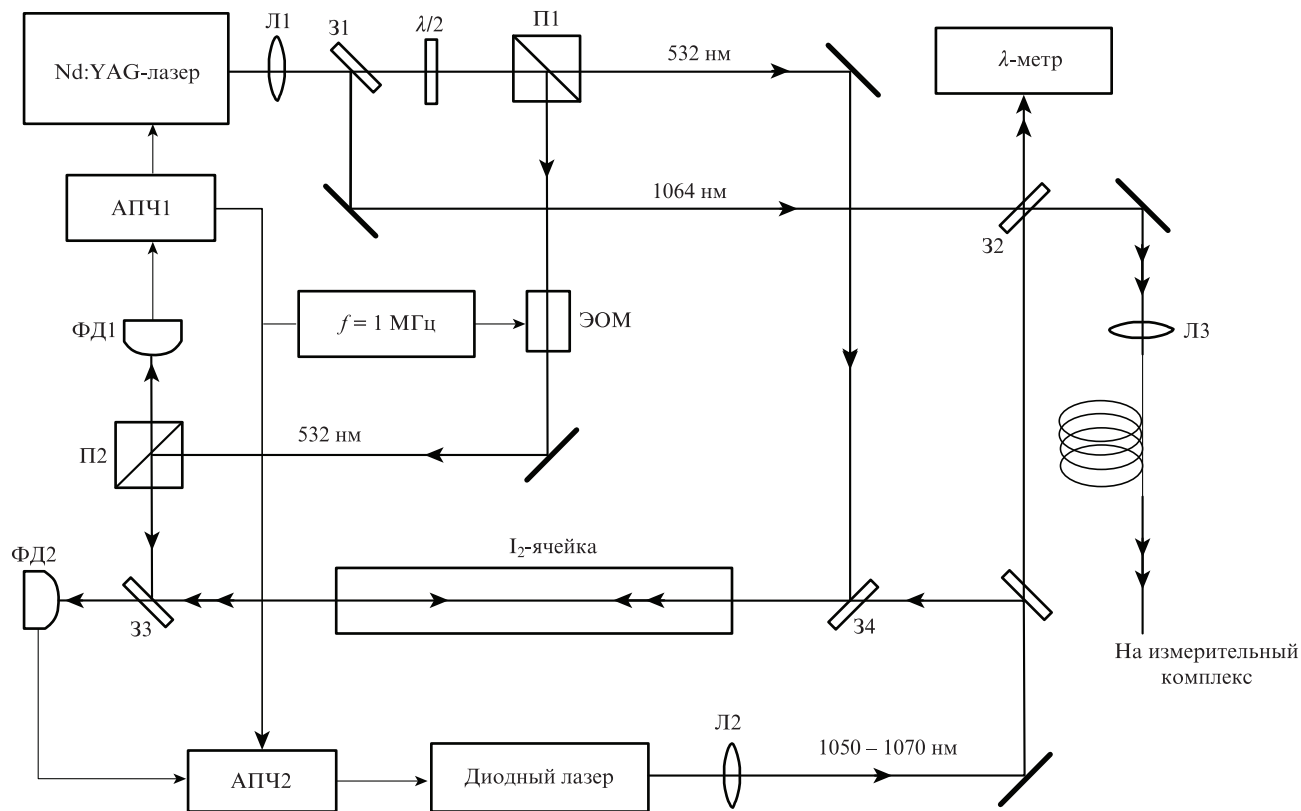 Nd:YAG-лазер
Л1
З1
λ/2
П1
532 нм
λ-метр
АПЧ1
1064 нм
З2
ФД1
f = 1 МГц
ЭОМ
Л3
П2
532 нм
ФД2
I₂-ячейка
З3
З4
На измерительный
комплекс
АПЧ2
Диодный лазер
Л2
1050 – 1070 нм